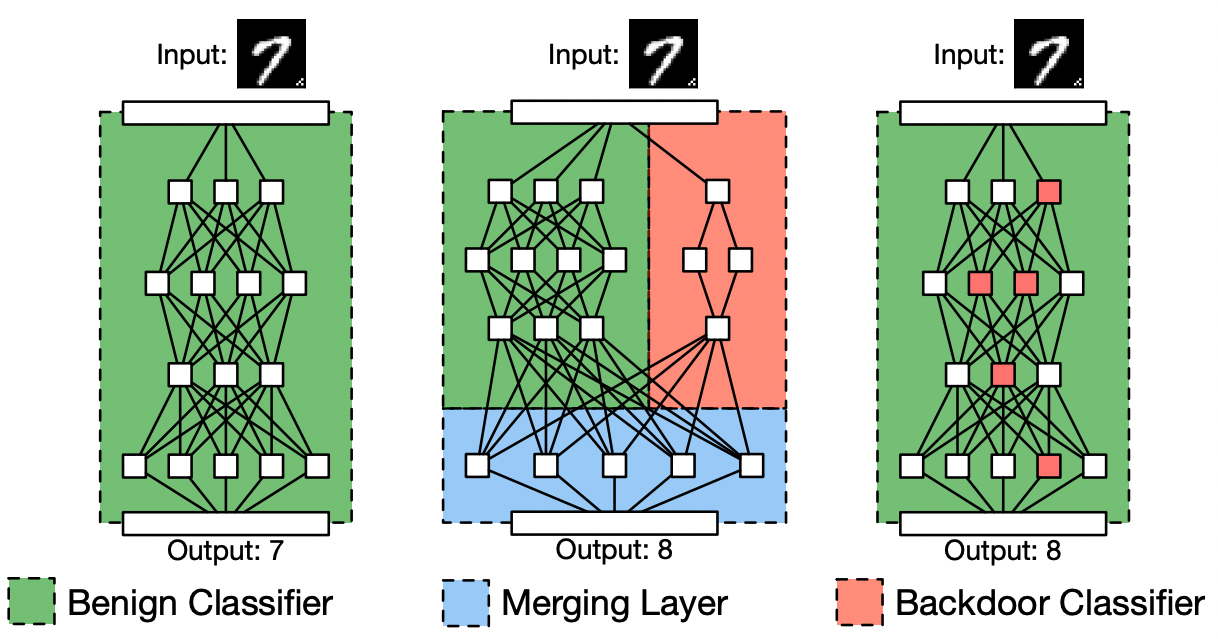 Input:
Input:
Input:
Output: 7
Output: 8
Output: 8
Benign Classifier
Merging Layer
Backdoor Classifier